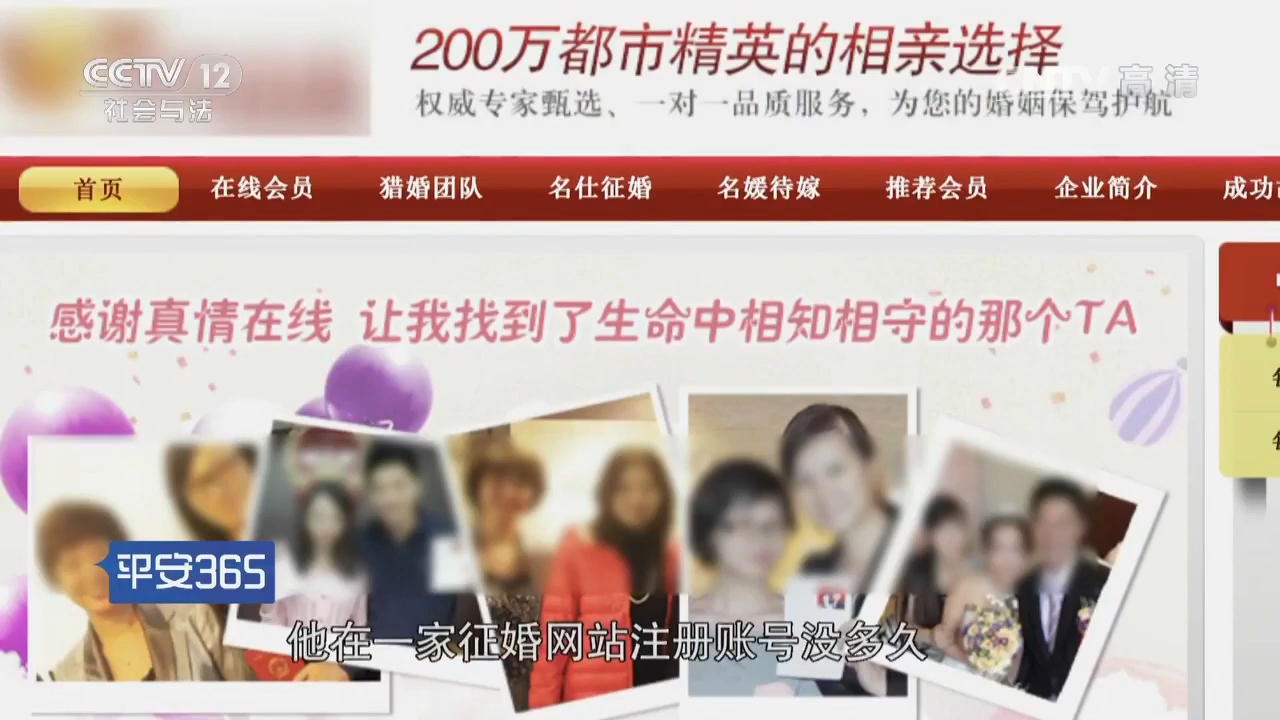 200万都市精英的相亲选择
CCTV 12
高清
社会与法
权威专家甄选、一对一品质服务，为您的婚姻保驾护航
首页 在线会员 猎婚团队 名仕征婚 名媛待嫁 推荐会员 企业简介 成功
感谢真情在线 让我找到了生命中相知相守的那个TA
平安365
他在一家征婚网站注册账号没多久